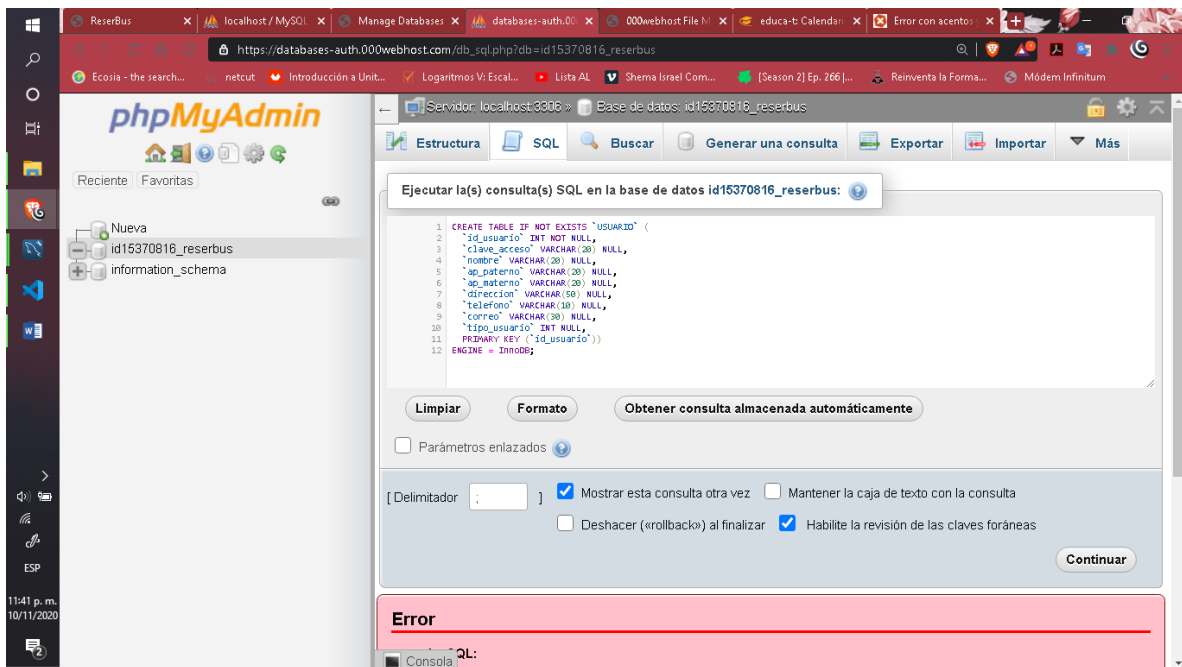 ReserBus
localhost / MySQL
Manage Databases
databases-auth.00
000webhost File M
educa-t: Calendari
Error con acentos y
https://databases-auth.000webhost.com/db_sql.php?db=id15370816_reserbus
Ecosia - the search...
netcut
Introducción a Unit...
Logaritmos V: Escal...
Lista AL
Shema Israel Com...
[Season 2] Ep. 266 |...
Reinventa la Forma...
Módem Infinitum
phpMyAdmin
Reciente
Favoritas
Nueva
id15370816_reserbus
information_schema
Servidor: localhost:3306 »
Base de datos: id15370816_reserbus
Estructura
SQL
Buscar
Generar una consulta
Exportar
Importar
Más
Ejecutar la(s) consulta(s) SQL en la base de datos id15370816_reserbus:
1 CREATE TABLE IF NOT EXISTS `USUARIO` (
2 `id_usuario` INT NOT NULL,
3 `clave_acceso` VARCHAR(20) NULL,
4 `nombre` VARCHAR(20) NULL,
5 `ap_paterno` VARCHAR(20) NULL,
6 `ap_materno` VARCHAR(20) NULL,
7 `direccion` VARCHAR(50) NULL,
8 `telefono` VARCHAR(10) NULL,
9 `correo` VARCHAR(30) NULL,
10 `tipo_usuario` INT NULL,
11 PRIMARY KEY (`id_usuario`))
12 ENGINE = InnoDB;
Limpiar
Formato
Obtener consulta almacenada automáticamente
Parámetros enlazados
[ Delimitador ; ]
Mostrar esta consulta otra vez
Mantener la caja de texto con la consulta
Deshacer («rollback») al finalizar
Habilite la revisión de las claves foráneas
Continuar
Error
SQL:
Consola
ESP
11:41 p. m.
10/11/2020
2